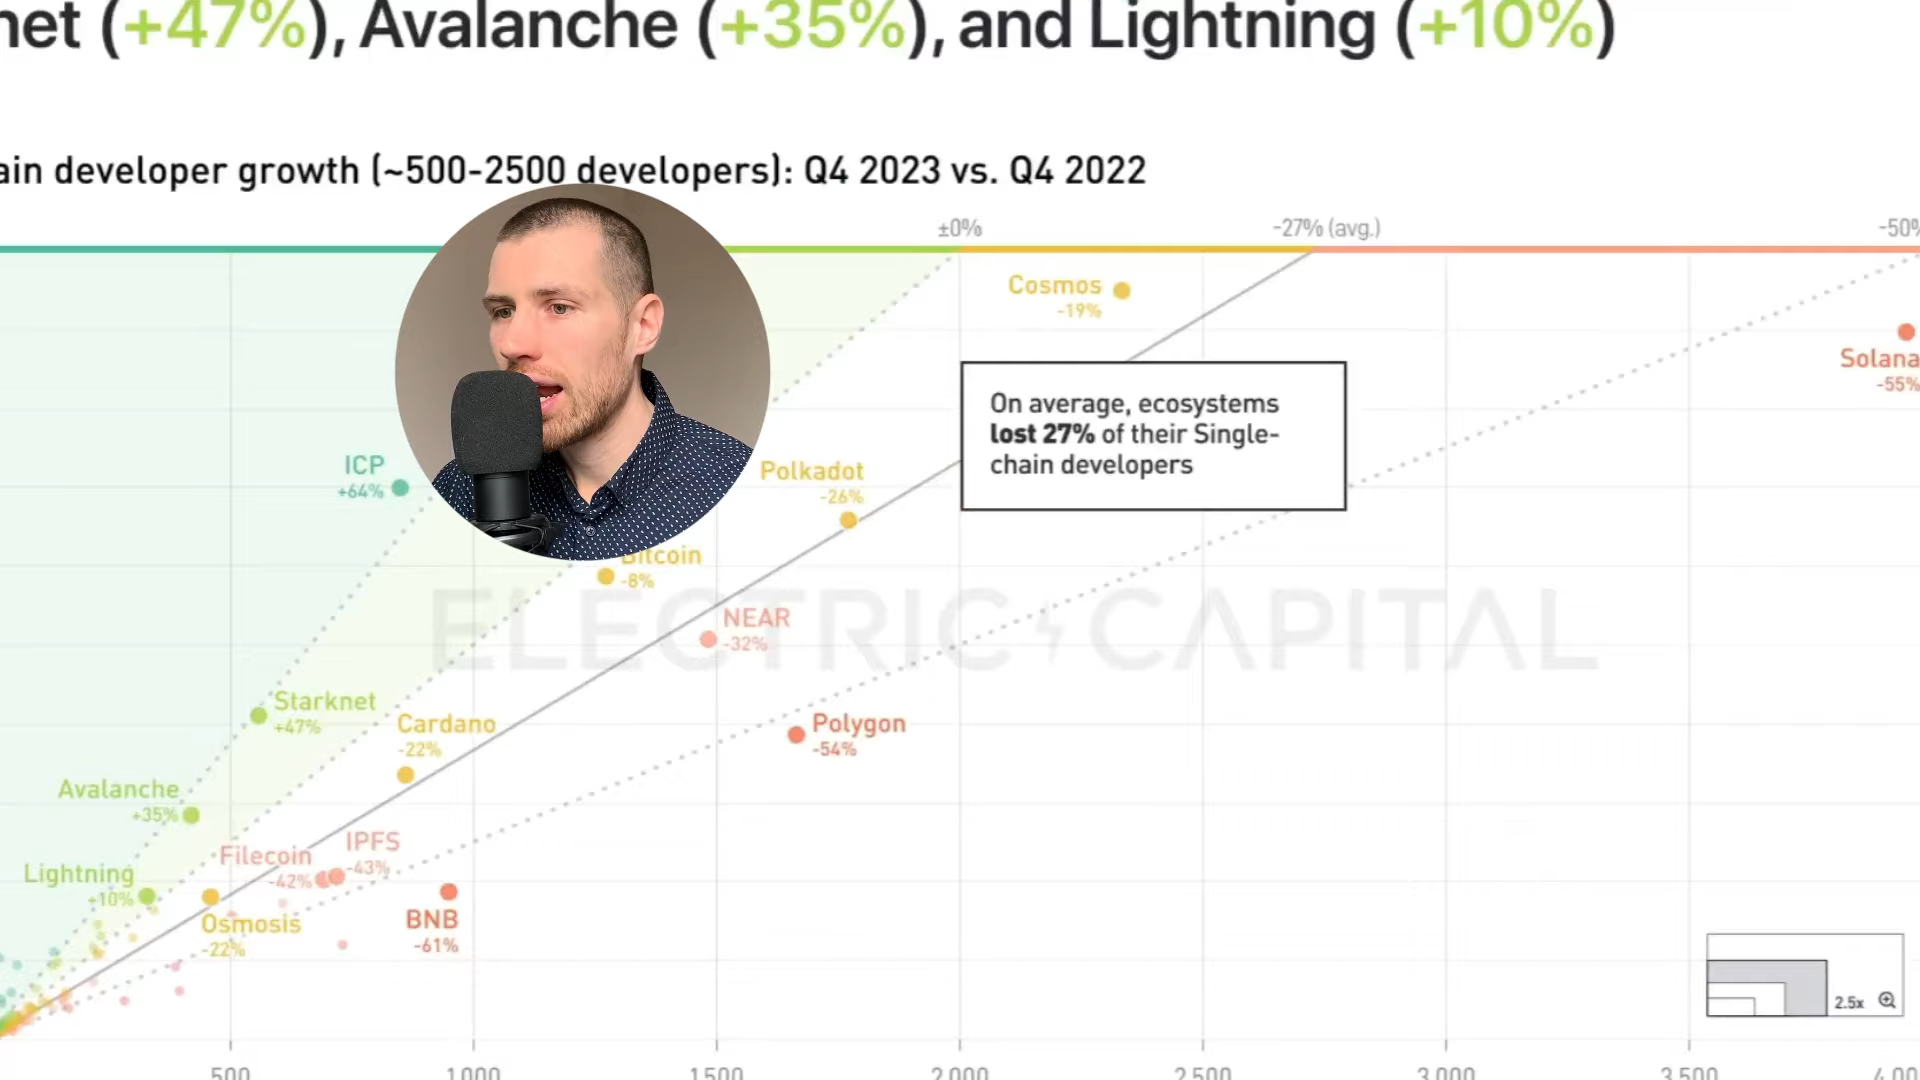 net (+47%), Avalanche (+35%), and Lightning (+10%)
ain developer growth (~500-2500 developers): Q4 2023 vs. Q4 2022
±0%
-27% (avg.)
-50%
Cosmos
-19%
Solana
-55%
On average, ecosystems
lost 27% of their Single-
chain developers
ICP
+64%
Polkadot
-26%
Bitcoin
-8%
ELECTRIC CAPITAL
NEAR
-32%
Starknet
+47%
Cardano
-22%
Polygon
-54%
Avalanche
+35%
IPFS
-43%
Filecoin
-42%
Lightning
+10%
BNB
-61%
Osmosis
-22%
2.5x
500
1,000
1,500
2,000
2,500
3,000
3,500
4,00